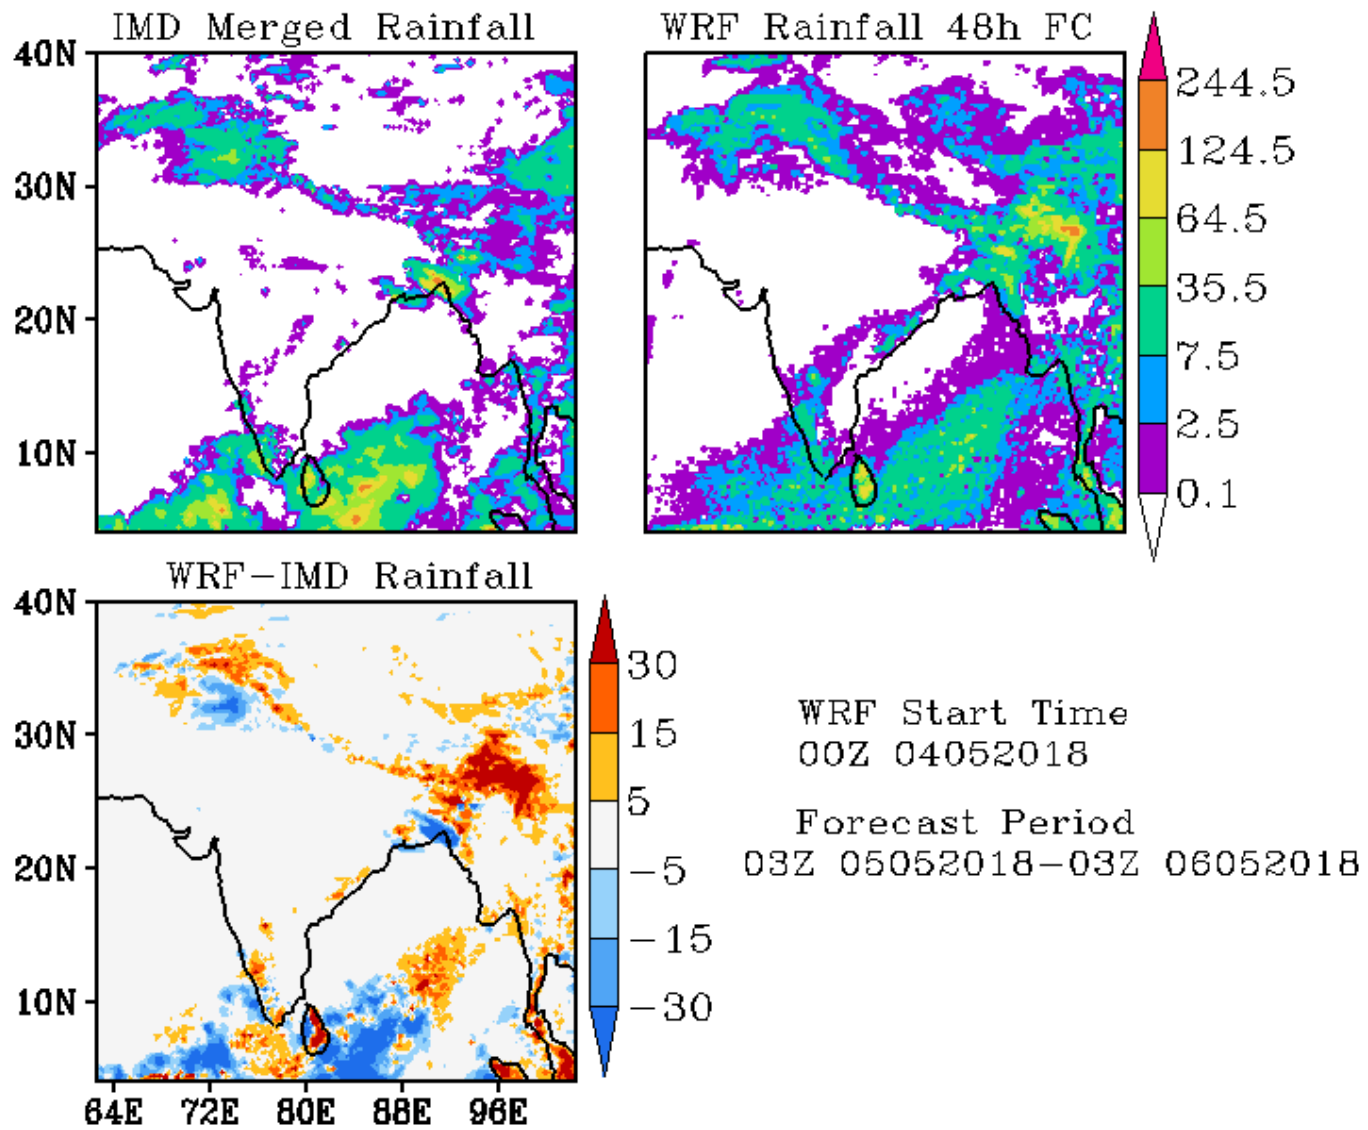 IMD Merged Rainfall
WRF Rainfall 48h FC
40N
30N
20N
10N
244.5
124.5
64.5
35.5
7.5
2.5
0.1
WRF-IMD Rainfall
40N
30N
20N
10N
64E 72E 80E 88E 96E
30
15
5
-5
-15
-30
WRF Start Time
00Z 04052018
Forecast Period
03Z 05052018-03Z 06052018